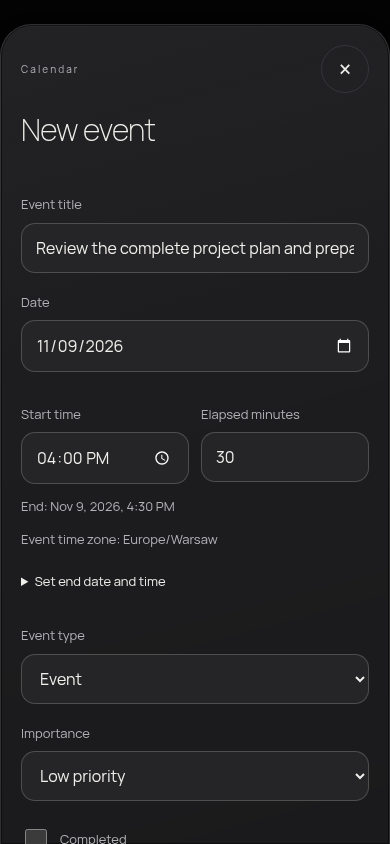 Calendar
New event
Event title
Review the complete project plan and prepa
Date
11/09/2026
Start time
Elapsed minutes
04:00 PM
30
End: Nov 9, 2026, 4:30 PM
Event time zone: Europe/Warsaw
Set end date and time
Event type
Event
Importance
Low priority
Completed